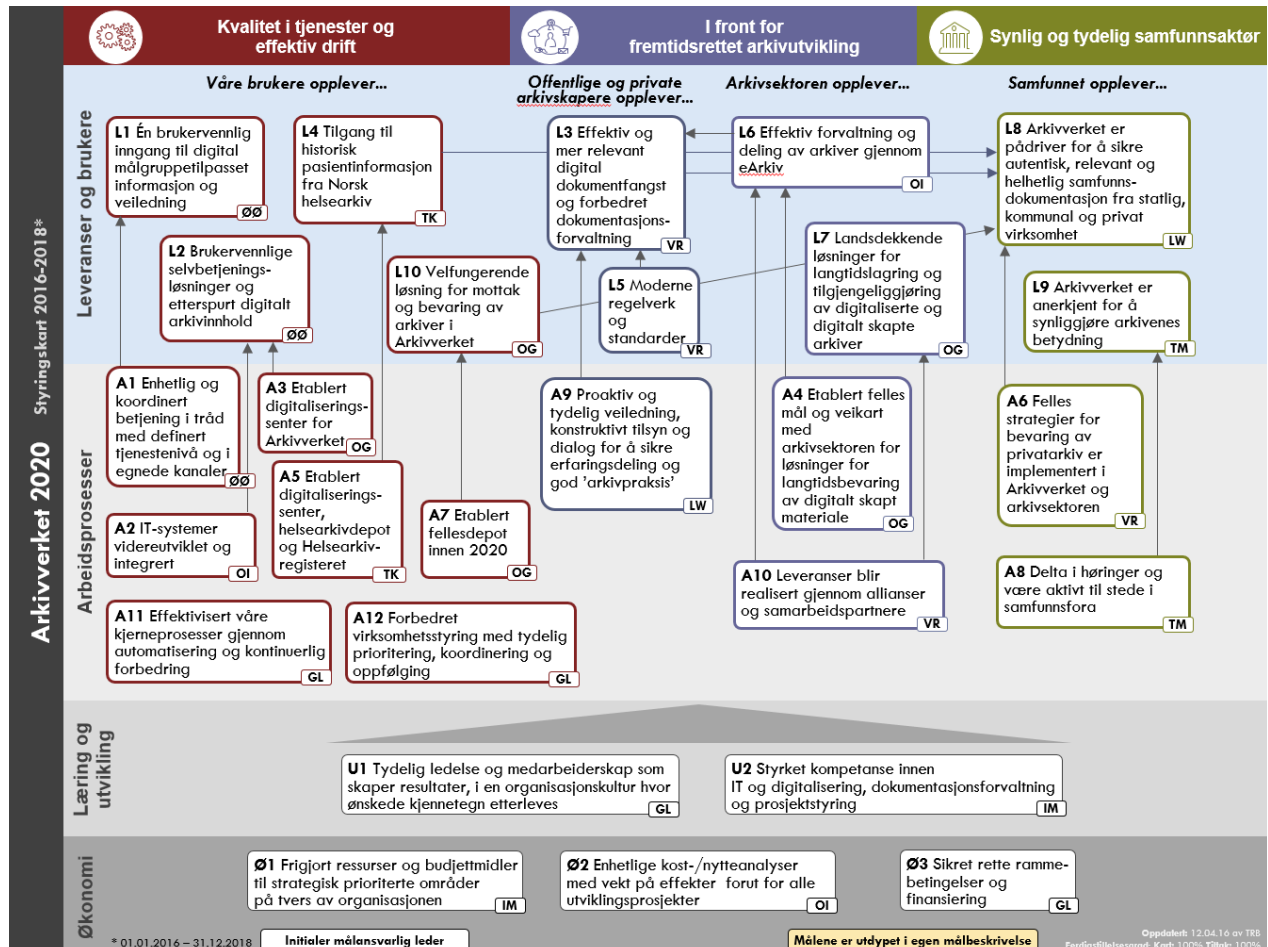 Arkivverket 2020 Styringskart 2016-2018*
Kvalitet i tjenester og
effektiv drift
I front for
fremtidsrettet arkivutvikling
Synlig og tydelig samfunnsaktør
Leveranser og brukere
Våre brukere opplever...
Offentlige og private
arkivskapere opplever...
Arkivsektoren opplever...
Samfunnet opplever...
L1 Én brukervennlig
inngang til digital
målgruppetilpasset
informasjon og
veiledning
ØØ
L4 Tilgang til
historisk
pasientinformasjon
fra Norsk
helsearkiv
TK
L3 Effektiv og
mer relevant
digital
dokumentfangst
og forbedret
dokumentasjons-
forvaltning
VR
L6 Effektiv forvaltning og
deling av arkiver gjennom
eArkiv
OI
L8 Arkivverket er
pådriver for å sikre
autentisk, relevant og
helhetlig samfunns-
dokumentasjon fra statlig,
kommunal og privat
virksomhet
LW
L2 Brukervennlige
selvbetjenings-
løsninger og
etterspurt digitalt
arkivinnhold
ØØ
L10 Velfungerende
løsning for mottak
og bevaring av
arkiver i
Arkivverket
OG
L5 Moderne
regelverk
og
standarder
VR
L7 Landsdekkende
løsninger for
langtidslagring og
tilgjengeliggjøring
av digitaliserte og
digitalt skapte
arkiver
OG
L9 Arkivverket er
anerkjent for å
synliggjøre arkivenes
betydning
TM
Arbeidsprosesser
A1 Enhetlig og
koordinert
betjening i tråd
med definert
tjenestenivå og i
egnede kanaler
ØØ
A3 Etablert
digitaliserings-
senter for
Arkivverket
OG
A9 Proaktiv og
tydelig veiledning,
konstruktivt tilsyn og
dialog for å sikre
erfaringsdeling og
god 'arkivpraksis'
LW
A4 Etablert felles
mål og veikart
med
arkivsektoren for
løsninger for
langtidsbevaring
av digitalt skapt
materiale
OG
A6 Felles
strategier for
bevaring av
privatarkiv er
implementert i
Arkivverket og
arkivsektoren
VR
A2 IT-systemer
videreutviklet og
integrert
OI
A5 Etablert
digitaliserings-
senter,
helsearkivdepot
og Helsearkiv-
registeret
TK
A7 Etablert
fellesdepot
innen 2020
OG
A10 Leveranser blir
realisert gjennom allianser
og samarbeidspartnere
VR
A8 Delta i høringer og
være aktivt til stede i
samfunnsfora
TM
A11 Effektivisert våre
kjerneprosesser gjennom
automatisering og kontinuerlig
forbedring
GL
A12 Forbedret
virksomhetsstyring med tydelig
prioritering, koordinering og
oppfølging
GL
Læring og
utvikling
U1 Tydelig ledelse og medarbeiderskap som
skaper resultater, i en organisasjonskultur hvor
ønskede kjennetegn etterleves
GL
U2 Styrket kompetanse innen
IT og digitalisering, dokumentasjonsforvaltning
og prosjektstyring
IM
Økonomi
Ø1 Frigjort ressurser og budjettmidler
til strategisk prioriterte områder
på tvers av organisasjonen
IM
Ø2 Enhetlige kost-/nytteanalyser
med vekt på effekter forut for alle
utviklingsprosjekter
OI
Ø3 Sikret rette ramme-
betingelser og
finansiering
GL
* 01.01.2016 – 31.12.2018
Initialer målansvarlig leder
Målene er utdypet i egen målbeskrivelse
Oppdatert: 12.04.16 av TRB
Ferdigstillelsesgrad: Kart: 100% Tiltak: 100%